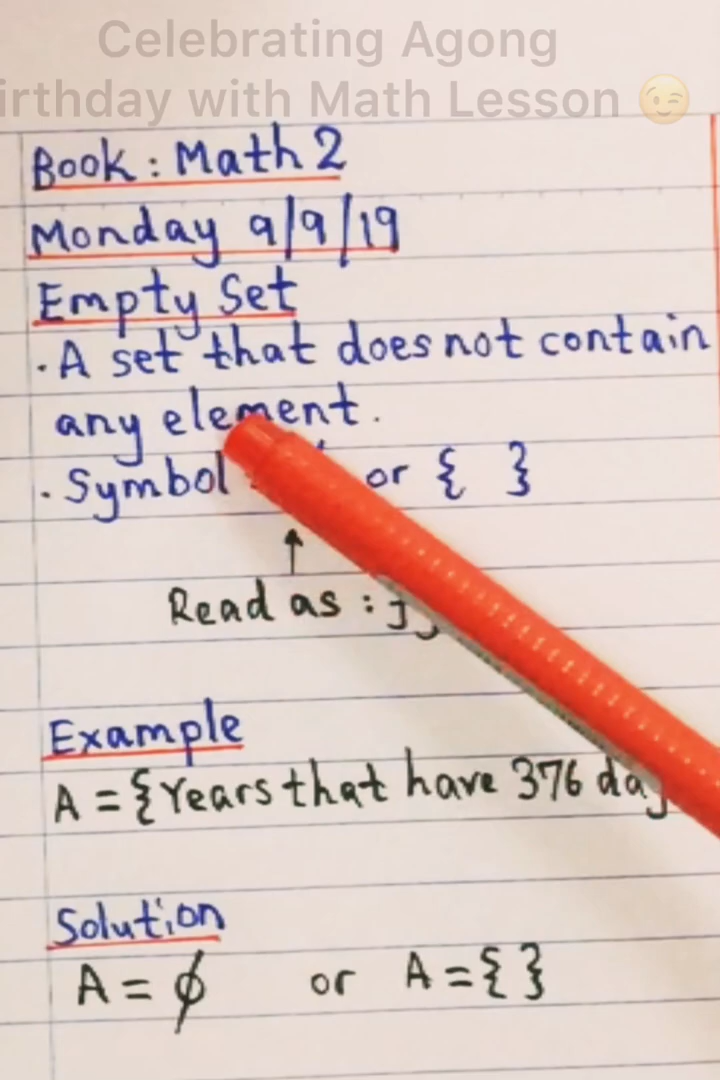 Celebrating Agong
irthday with Math Lesson 😉
Book : Math 2
Monday 9/9/19
Empty Set
· A set that does not contain
any element.
· Symbol or { }
↑
Read as :
Example
A = {Years that have 376
Solution
A = ϕ or A = { }